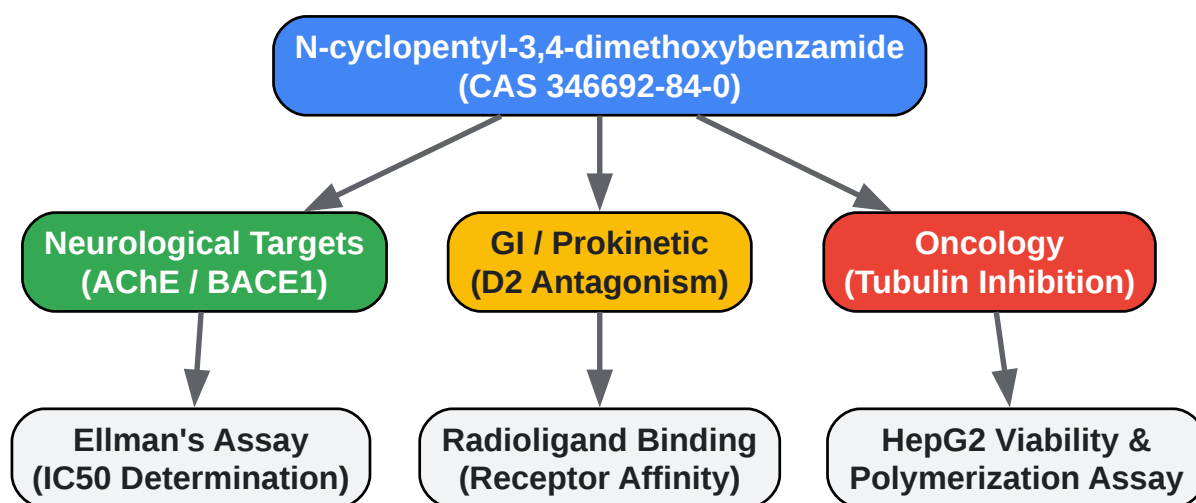 N-cyclopentyl-3,4-dimethoxybenzamide
(CAS 346692-84-0)
Neurological Targets
(AChE / BACE1)
GI / Prokinetic
(D2 Antagonism)
Oncology
(Tubulin Inhibition)
Ellman's Assay
(IC50 Determination)
Radioligand Binding
(Receptor Affinity)
HepG2 Viability &
Polymerization Assay